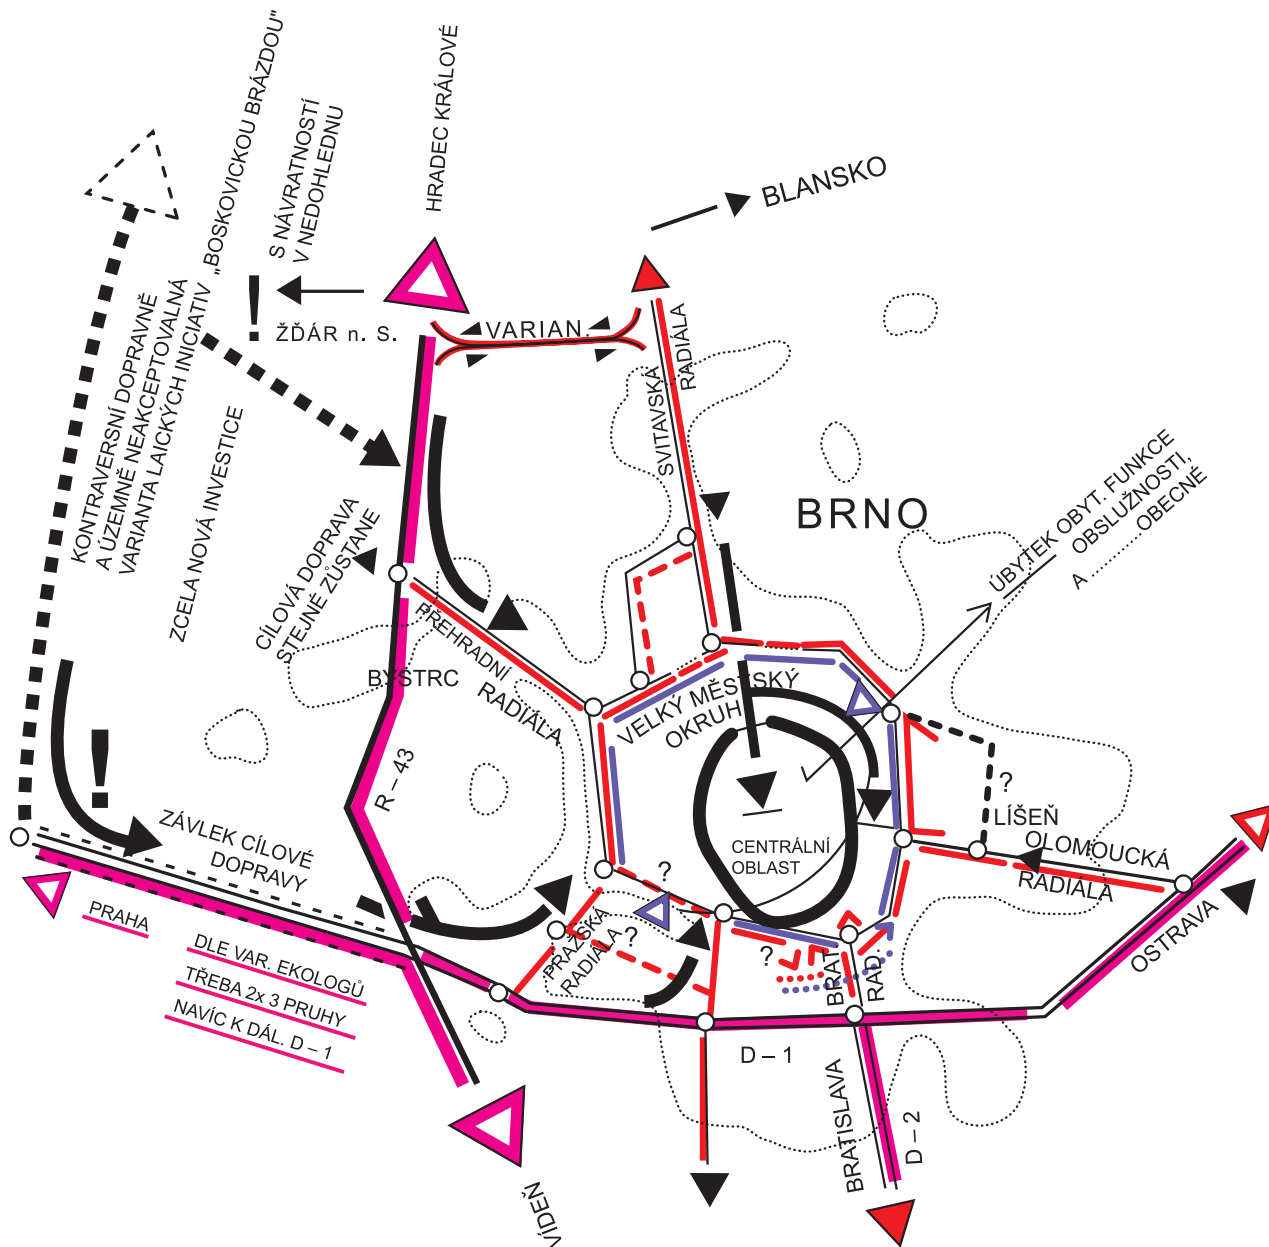 KONTRAVERSNÍ DOPRAVNĚ
A ÚZEMNĚ NEAKCEPTOVALNÁ
VARIANTA LAICKÝCH INICIATIV „BOSKOVICKOU BRÁZDOU"
S NÁVRATNOSTÍ
V NEDOHLEDNU
HRADEC KRÁLOVÉ
BLANSKO
!
ŽĎÁR n. S.
VARIAN.
SVITAVSKÁ
RADIÁLA
ZCELA NOVÁ INVESTICE
CÍLOVÁ DOPRAVA
STEJNÉ ZŮSTANE
BRNO
ÚBYTEK OBYT. FUNKCE
OBSLUŽNOSTI,
A ........ OBECNÉ
PŘEHRADNÍ
RADIÁLA
BYSTRC
VELKÝ MĚSTSKÝ
OKRUH
R – 43
!
ZÁVLEK CÍLOVÉ
DOPRAVY
CENTRÁLNÍ
OBLAST
?
LÍŠEŇ
OLOMOUCKÁ
RADIÁLA
OSTRAVA
PRAHA
DLE VAR. EKOLOGŮ
TŘEBA 2x 3 PRUHY
NAVÍC K DÁL. D – 1
PRAŽSKÁ
RADIÁLA
?
?
?
BRAT.
RAD.
D – 1
BRATISLAVA
D – 2
VÍDEŇ